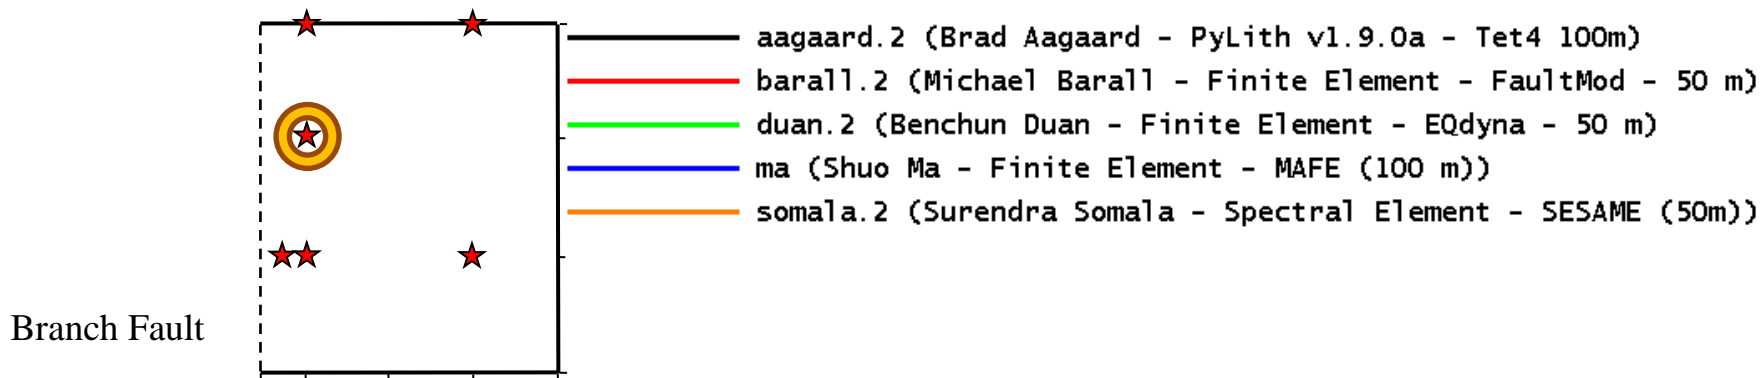 aagaard.2 (Brad Aagaard - PyLith v1.9.0a - Tet4 100m)
barall.2 (Michael Barall - Finite Element - FaultMod - 50 m)
duan.2 (Benchun Duan - Finite Element - EQdyna - 50 m)
ma (Shuo Ma - Finite Element - MAFE (100 m))
somala.2 (Surendra Somala - Spectral Element - SESAME (50m))
Branch Fault